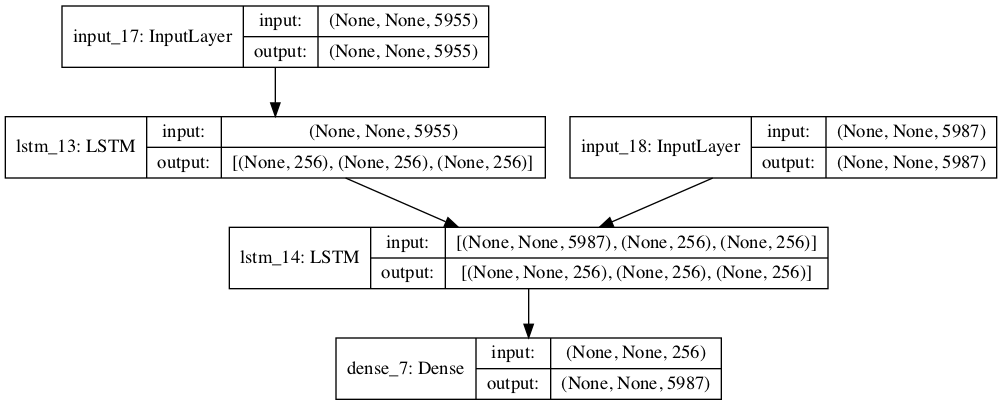 input_17: InputLayer
input: (None, None, 5955)
output: (None, None, 5955)
lstm_13: LSTM
input: (None, None, 5955)
output: [(None, 256), (None, 256), (None, 256)]
input_18: InputLayer
input: (None, None, 5987)
output: (None, None, 5987)
lstm_14: LSTM
input: [(None, None, 5987), (None, 256), (None, 256)]
output: [(None, None, 256), (None, 256), (None, 256)]
dense_7: Dense
input: (None, None, 256)
output: (None, None, 5987)